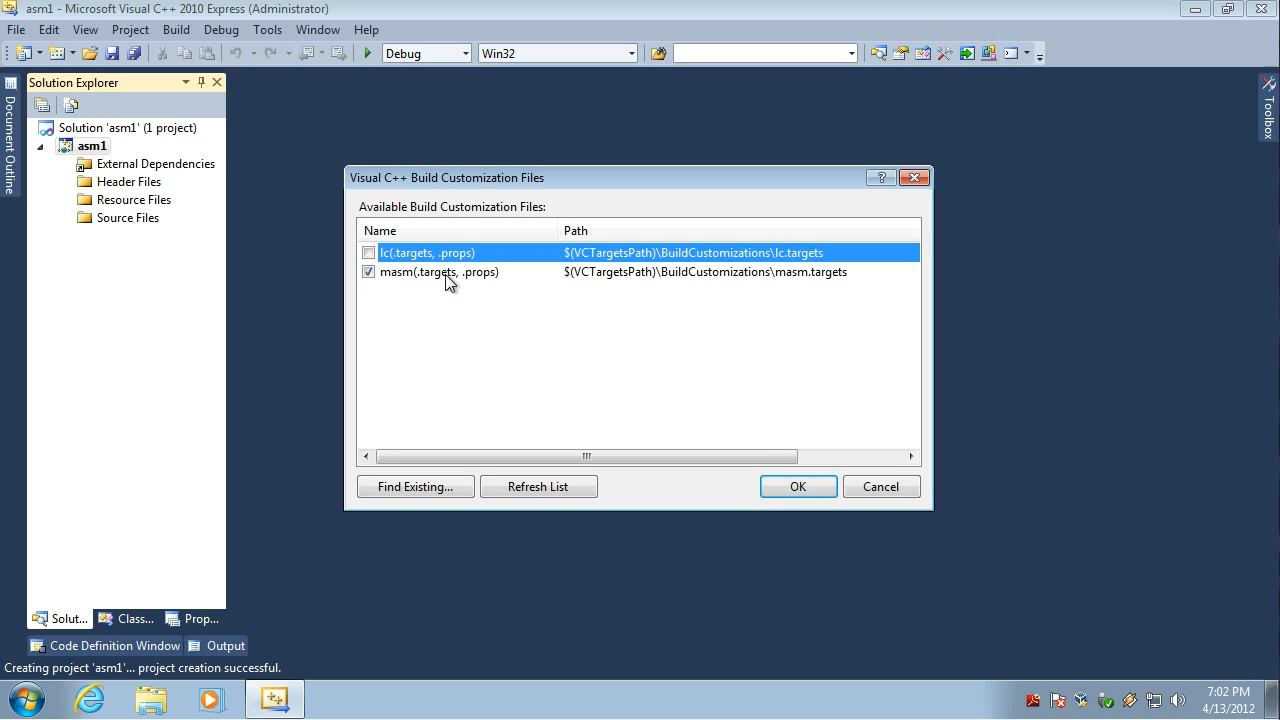 asm1 - Microsoft Visual C++ 2010 Express (Administrator)
File Edit View Project Build Debug Tools Window Help
Debug Win32
Document Outline
Solution Explorer
Toolbox
Solution 'asm1' (1 project)
asm1
External Dependencies
Header Files
Resource Files
Source Files
Visual C++ Build Customization Files
Available Build Customization Files:
Name Path
lc(.targets, .props) $(VCTargetsPath)\BuildCustomizations\lc.targets
masm(.targets, .props) $(VCTargetsPath)\BuildCustomizations\masm.targets
Find Existing... Refresh List OK Cancel
Solut... Class... Prop...
Code Definition Window Output
Creating project 'asm1'... project creation successful.
7:02 PM
4/13/2012